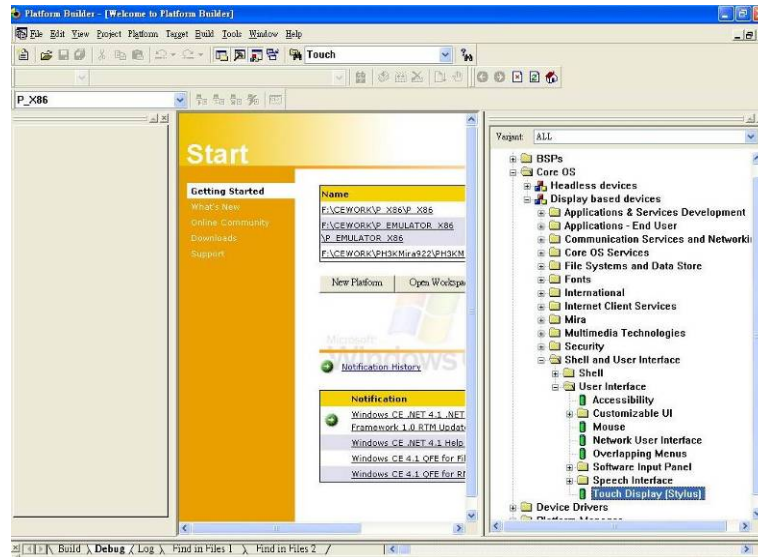 Platform Builder - [Welcome to Platform Builder]
File Edit View Project Platform Target Build Tools Window Help
Touch
P_X86
Start
Getting Started
What's New
Online Community
Downloads
Support
Name
F:\CEWORK\P_X86\P_X86
F:\CEWORK\P_EMULATOR_X86
\P_EMULATOR_X86
F:\CEWORK\PH3KMira922\PH3KM
New Platform Open Workspa
Microsoft
Windows
Notification History
Notification
Windows CE .NET 4.1 .NET
Framework 1.0 RTM Updat
Windows CE .NET 4.1 Help
Windows CE 4.1 QFE for Fil
Windows CE 4.1 QFE for RI
Variant: ALL
BSPs
Core OS
Headless devices
Display based devices
Applications & Services Development
Applications - End User
Communication Services and Networki
Core OS Services
File Systems and Data Store
Fonts
International
Internet Client Services
Mira
Multimedia Technologies
Security
Shell and User Interface
Shell
User Interface
Accessibility
Customizable UI
Mouse
Network User Interface
Overlapping Menus
Software Input Panel
Speech Interface
Touch Display (Stylus)
Device Drivers
Platform Manager
Build Debug Log Find in Files 1 Find in Files 2